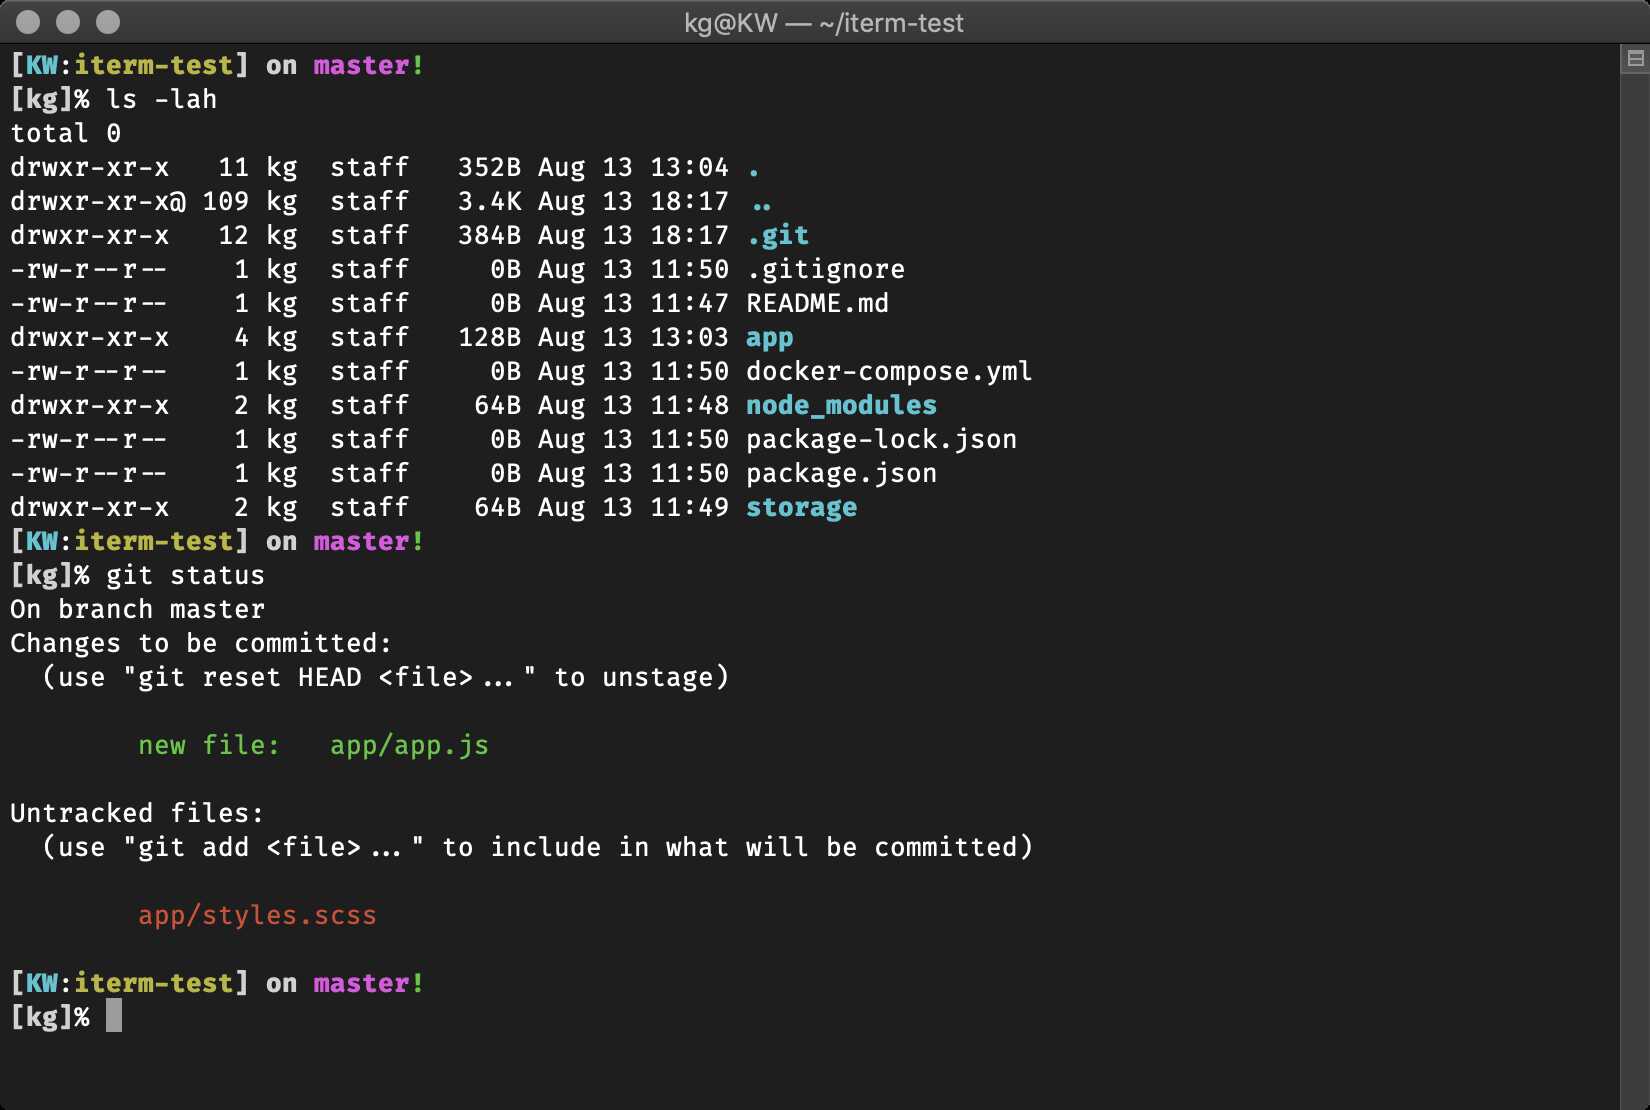 kg@KW — ~/iterm-test
[KW:iterm-test] on master!
[kg]% ls -lah
total 0
drwxr-xr-x   11 kg  staff   352B Aug 13 13:04 .
drwxr-xr-x@ 109 kg  staff   3.4K Aug 13 18:17 ..
drwxr-xr-x   12 kg  staff   384B Aug 13 18:17 .git
-rw-r--r--    1 kg  staff     0B Aug 13 11:50 .gitignore
-rw-r--r--    1 kg  staff     0B Aug 13 11:47 README.md
drwxr-xr-x    4 kg  staff   128B Aug 13 13:03 app
-rw-r--r--    1 kg  staff     0B Aug 13 11:50 docker-compose.yml
drwxr-xr-x    2 kg  staff    64B Aug 13 11:48 node_modules
-rw-r--r--    1 kg  staff     0B Aug 13 11:50 package-lock.json
-rw-r--r--    1 kg  staff     0B Aug 13 11:50 package.json
drwxr-xr-x    2 kg  staff    64B Aug 13 11:49 storage
[KW:iterm-test] on master!
[kg]% git status
On branch master
Changes to be committed:
  (use "git reset HEAD <file>..." to unstage)
        new file:   app/app.js
Untracked files:
  (use "git add <file>..." to include in what will be committed)
        app/styles.scss
[KW:iterm-test] on master!
[kg]%